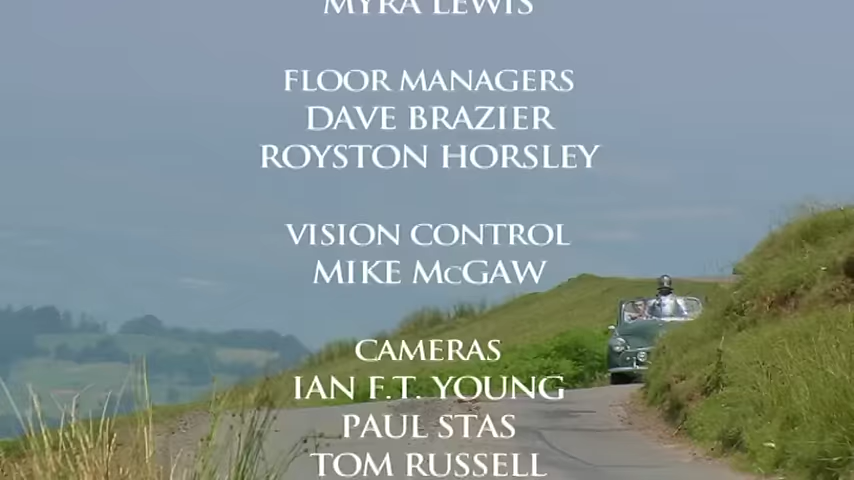 MYRA LEWIS
FLOOR MANAGERS
DAVE BRAZIER
ROYSTON HORSLEY
VISION CONTROL
MIKE McGAW
CAMERAS
IAN F.T. YOUNG
PAUL STAS
TOM RUSSELL